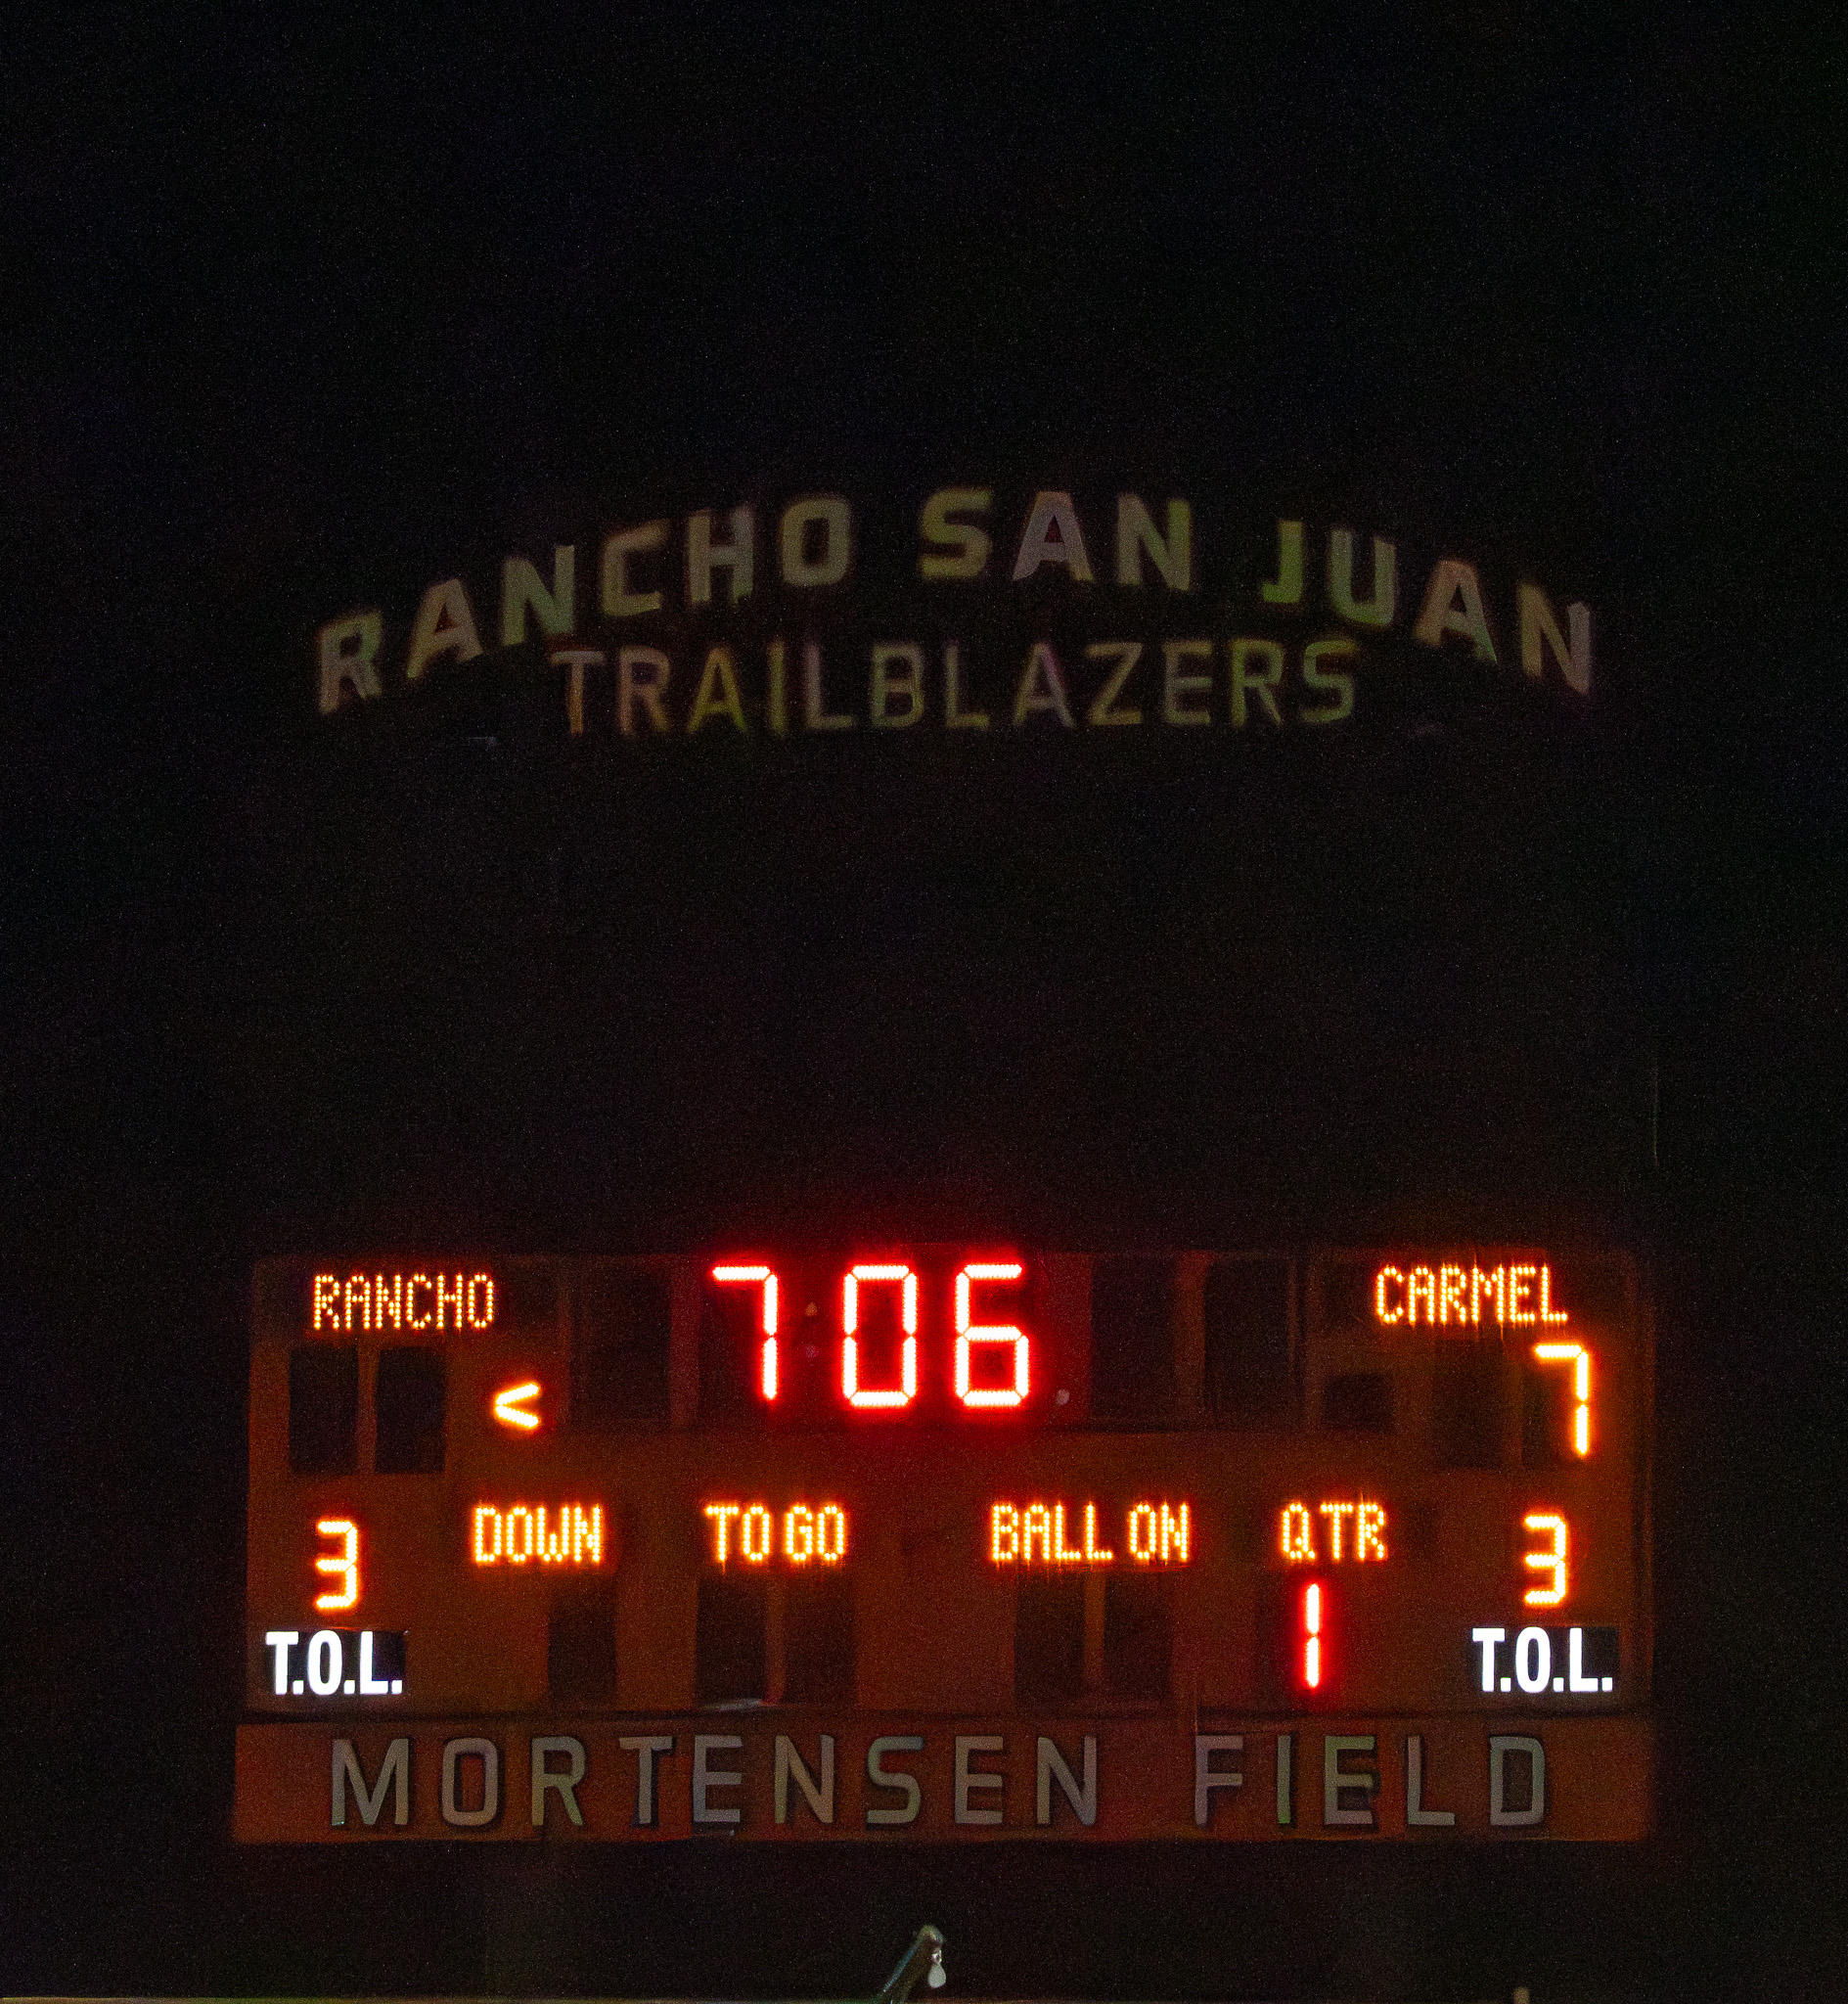 RANCHO SAN JUAN
TRAILBLAZERS
RANCHO 706 CARMEL
< 7
DOWN TO GO BALL ON QTR
3 1 3
T.O.L. T.O.L.
MORTENSEN FIELD